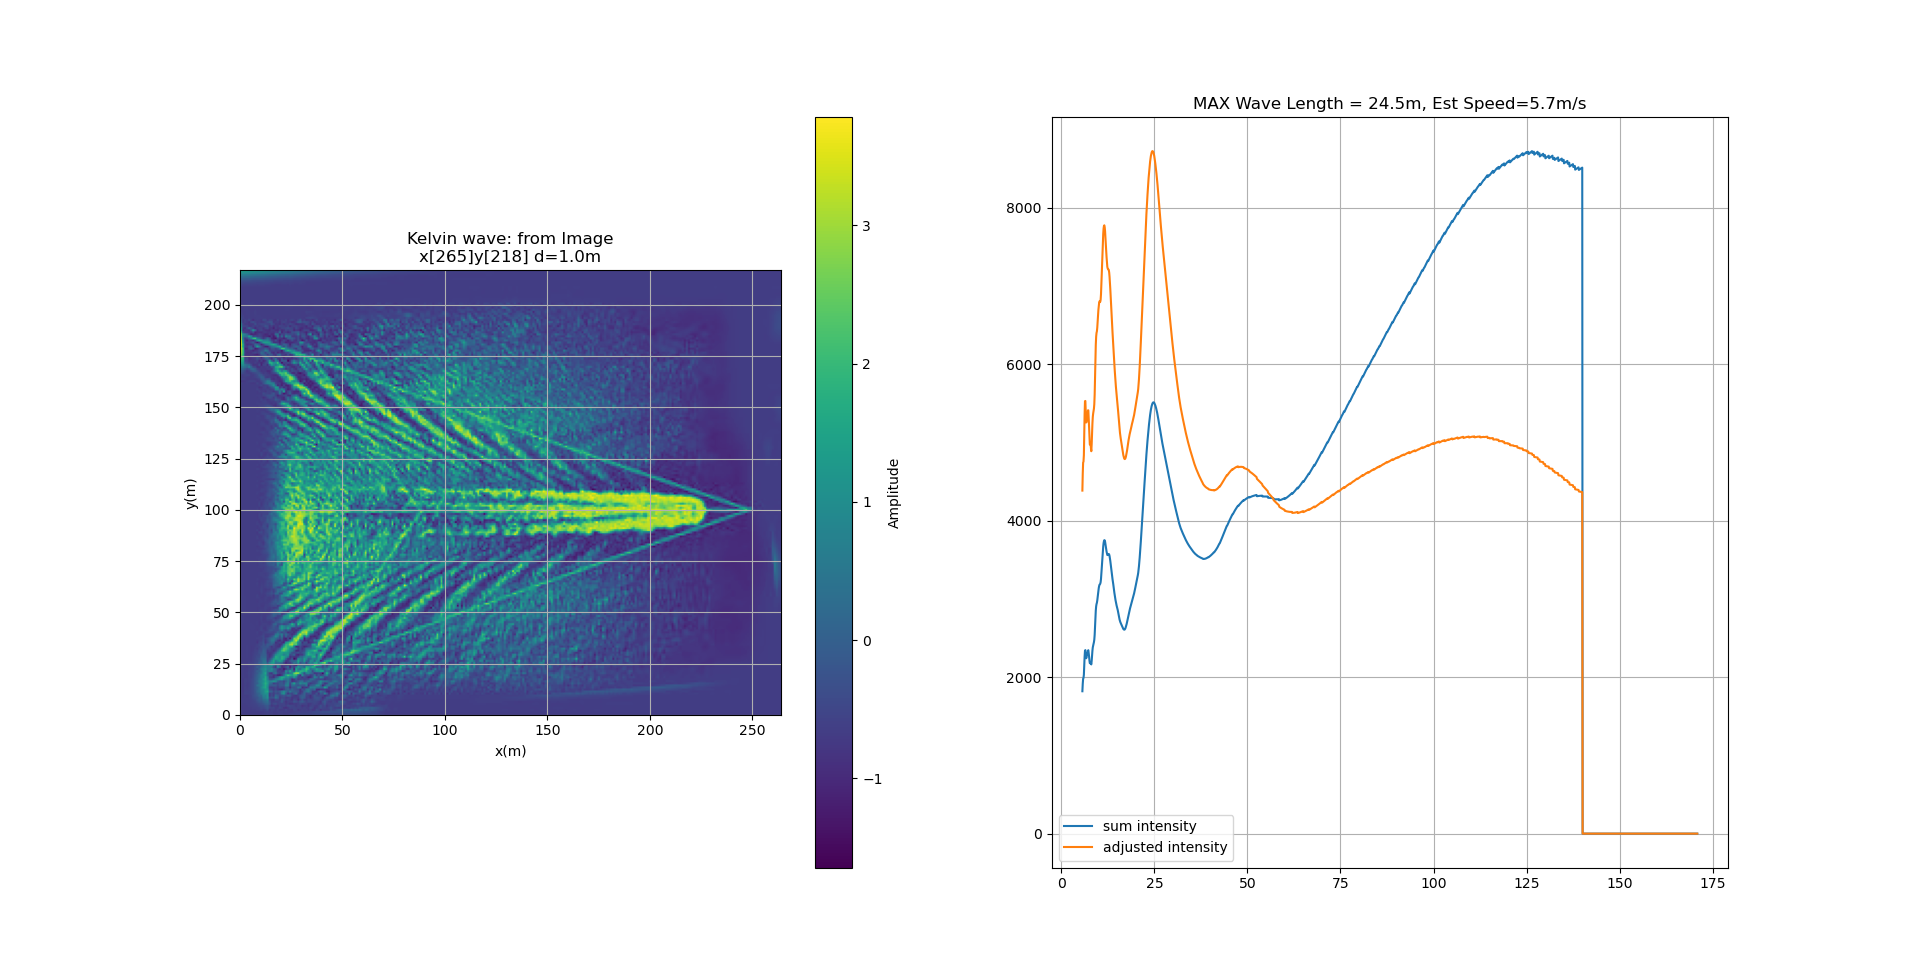 Kelvin wave: from Image
x[265]y[218] d=1.0m
200
175
150
125
100
75
50
25
0
y(m)
0 50 100 150 200 250
x(m)
3
2
1
0
−1
Amplitude
MAX Wave Length = 24.5m, Est Speed=5.7m/s
8000
6000
4000
2000
0
sum intensity
adjusted intensity
0 25 50 75 100 125 150 175